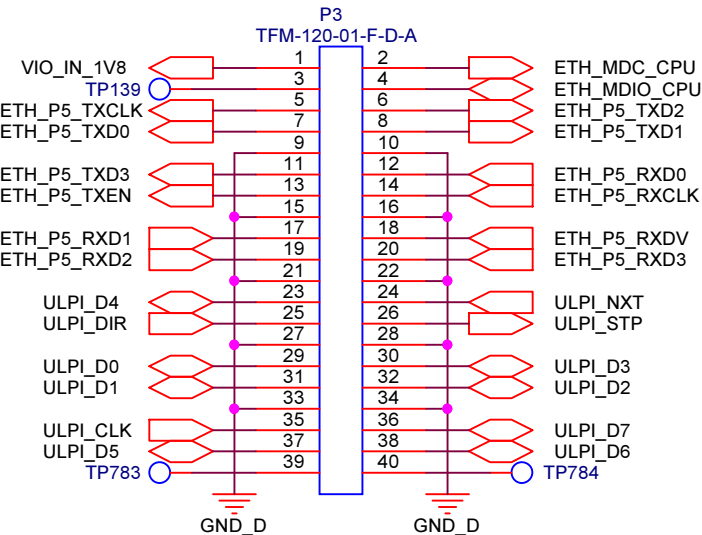 P3
TFM-120-01-F-D-A
VIO_IN_1V8 1 2 ETH_MDC_CPU
TP139 3 4 ETH_MDIO_CPU
ETH_P5_TXCLK 5 6 ETH_P5_TXD2
ETH_P5_TXD0 7 8 ETH_P5_TXD1
9 10
ETH_P5_TXD3 11 12 ETH_P5_RXD0
ETH_P5_TXEN 13 14 ETH_P5_RXCLK
15 16
ETH_P5_RXD1 17 18 ETH_P5_RXDV
ETH_P5_RXD2 19 20 ETH_P5_RXD3
21 22
ULPI_D4 23 24 ULPI_NXT
ULPI_DIR 25 26 ULPI_STP
27 28
ULPI_D0 29 30 ULPI_D3
ULPI_D1 31 32 ULPI_D2
33 34
ULPI_CLK 35 36 ULPI_D7
ULPI_D5 37 38 ULPI_D6
TP783 39 40 TP784
GND_D GND_D